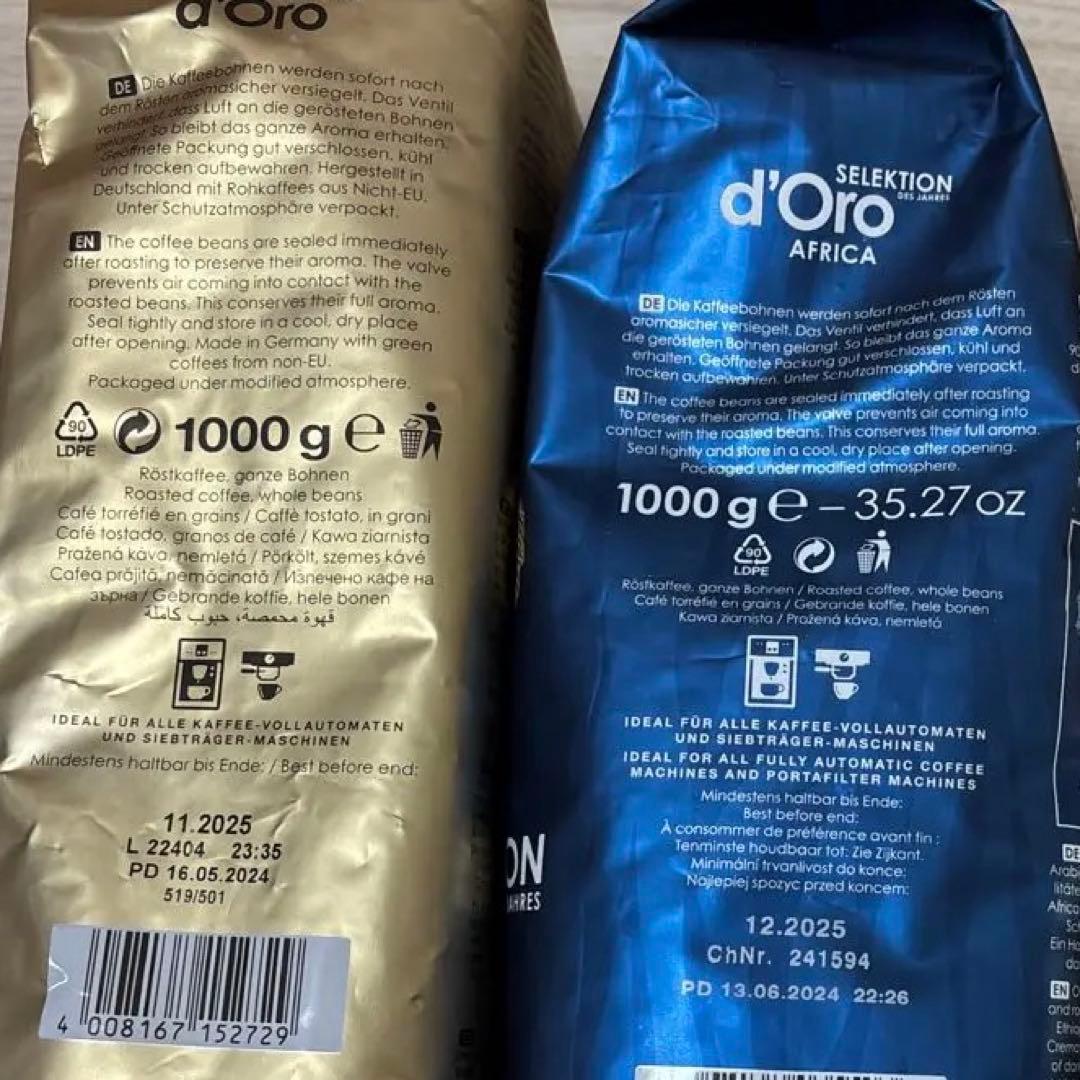 d'Oro
DE Die Kaffeebohnen werden sofort nach
dem Rösten aromasicher versiegelt. Das Ventil
verhindert, dass Luft an die gerösteten Bohnen
gelangt. So bleibt das ganze Aroma erhalten.
Geöffnete Packung gut verschlossen, kühl
und trocken aufbewahren. Hergestellt in
Deutschland mit Rohkaffees aus Nicht-EU.
Unter Schutzatmosphäre verpackt.
EN The coffee beans are sealed immediately
after roasting to preserve their aroma. The valve
prevents air coming into contact with the
roasted beans. This conserves their full aroma.
Seal tightly and store in a cool, dry place
after opening. Made in Germany with green
coffees from non-EU.
Packaged under modified atmosphere.
90
LDPE
1000 g e
Röstkaffee, ganze Bohnen
Roasted coffee, whole beans
Café torréfié en grains / Caffè tostato, in grani
Café tostado, granos de café / Kawa ziarnista
Pražená káva, nemletá / Pörkölt, szemes kávé
Cafea prăjită, nemăcinată / Изпечено кафе на
зърна / Gebrande koffie, hele bonen
قهوة محمصة، حبوب كاملة
IDEAL FÜR ALLE KAFFEE-VOLLAUTOMATEN
UND SIEBTRÄGER-MASCHINEN
Mindestens haltbar bis Ende: / Best before end:
11.2025
L 22404 23:35
PD 16.05.2024
519/501
4 008167 152729
SELEKTION
DES JAHRES
d'Oro
AFRICA
DE Die Kaffeebohnen werden sofort nach dem Rösten
aromasicher versiegelt. Das Ventil verhindert, dass Luft an
die gerösteten Bohnen gelangt. So bleibt das ganze Aroma
erhalten. Geöffnete Packung gut verschlossen, kühl und
trocken aufbewahren. Unter Schutzatmosphäre verpackt.
EN The coffee beans are sealed immediately after roasting
to preserve their aroma. The valve prevents air coming into
contact with the roasted beans. This conserves their full aroma.
Seal tightly and store in a cool, dry place after opening.
Packaged under modified atmosphere.
1000 g e – 35.27 oz
90
LDPE
Röstkaffee, ganze Bohnen / Roasted coffee, whole beans
Café torréfié en grains / Gebrande koffie, hele bonen
Kawa ziarnista / Pražená káva, nemletá
IDEAL FÜR ALLE KAFFEE-VOLLAUTOMATEN
UND SIEBTRÄGER-MASCHINEN
IDEAL FOR ALL FULLY AUTOMATIC COFFEE
MACHINES AND PORTAFILTER MACHINES
Mindestens haltbar bis Ende:
Best before end:
À consommer de préférence avant fin :
Tenminste houdbaar tot: Zie Zijkant.
Minimální trvanlivost do konce:
Najlepiej spozyc przed koncem:
12.2025
ChNr. 241594
PD 13.06.2024 22:26
ON
AHRES
DE
Arabi
litäte
Africa
Ein Ho
EN
and ro
Ethio
Crema
of dar